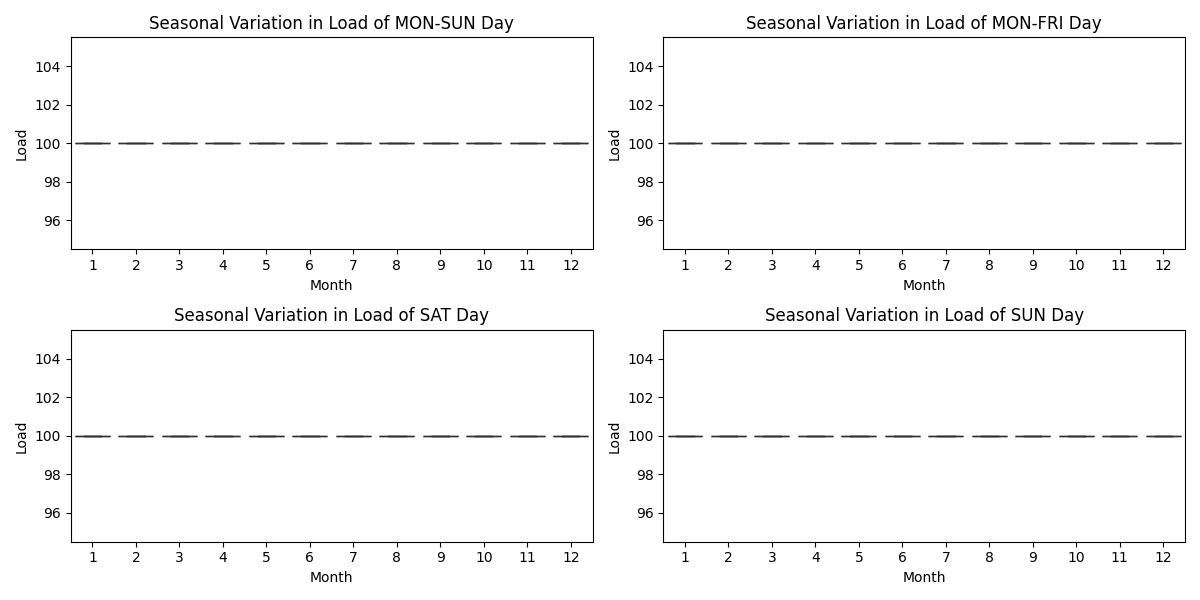 Seasonal Variation in Load of MON-SUN Day
104
102
100
98
96
Load
1 2 3 4 5 6 7 8 9 10 11 12
Month
Seasonal Variation in Load of MON-FRI Day
104
102
100
98
96
Load
1 2 3 4 5 6 7 8 9 10 11 12
Month
Seasonal Variation in Load of SAT Day
104
102
100
98
96
Load
1 2 3 4 5 6 7 8 9 10 11 12
Month
Seasonal Variation in Load of SUN Day
104
102
100
98
96
Load
1 2 3 4 5 6 7 8 9 10 11 12
Month